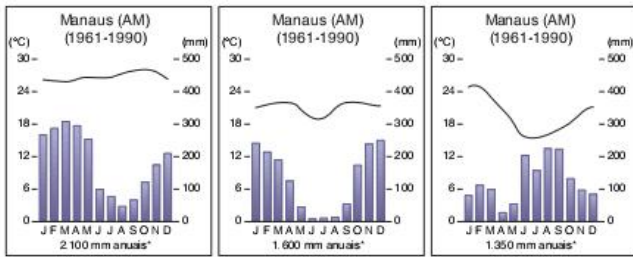 Manaus (AM)
(1961-1990)
(°C)
(mm)
30
24
18
12
6
0
500
400
300
200
100
0
J F M A M J J A S O N D
2.100 mm anuais*
Manaus (AM)
(1961-1990)
(°C)
(mm)
30
24
18
12
6
0
500
400
300
200
100
0
J F M A M J J A S O N D
1.600 mm anuais*
Manaus (AM)
(1961-1990)
(°C)
(mm)
30
24
18
12
6
0
500
400
300
200
100
0
J F M A M J J A S O N D
1.350 mm anuais*